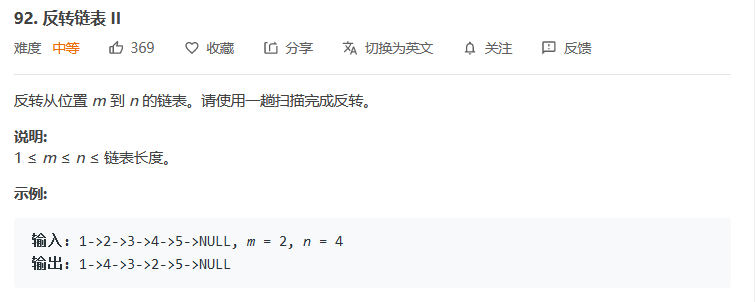 92. 反转链表 II
难度 中等 369 收藏 分享 切换为英文 关注 反馈
反转从位置 m 到 n 的链表。请使用一趟扫描完成反转。
说明:
1 ≤ m ≤ n ≤ 链表长度。
示例:
输入: 1->2->3->4->5->NULL, m = 2, n = 4
输出: 1->4->3->2->5->NULL